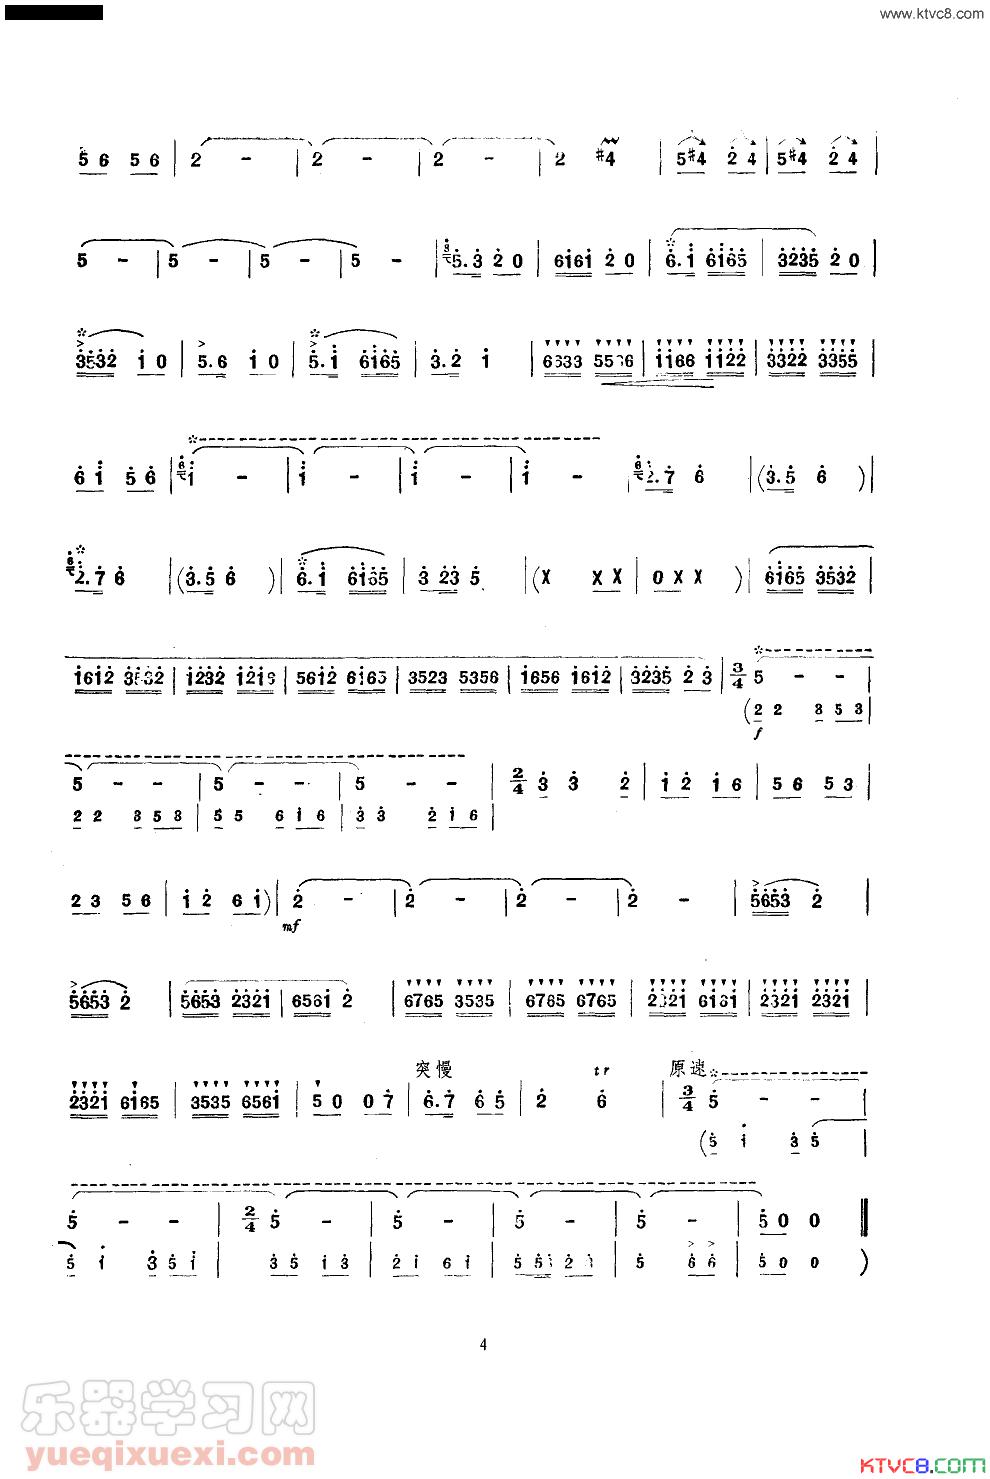 www.ktvc8.com
5 6 5 6 | 2 - | 2 - | 2 - | 2 #4 | 5#4 2 4 | 5#4 2 4 |
5 - | 5 - | 5 - | 5 - | 5.3 2 0 | 6161 2 0 | 6.1 6165 | 3235 2 0 |
3532 1 0 | 5.6 1 0 | 5.1 6165 | 3.2 1 | 6633 5566 | 1166 1122 | 3322 3355 |
6 1 5 6 | 1 - | 1 - | 1 - | 1 - | 2.7 6 | (3.5 6 ) |
2.7 6 | (3.5 6 ) | 6.1 6165 | 3 23 5 | (X X X | 0 X X ) | 6165 3532 |
1612 3532 | 1232 1216 | 5612 6165 | 3523 5356 | 1656 1612 | 3235 2 3 | 3/4 5 - - |
(2 2 3 5 3 |
f
5 - - | 5 - - | 5 - - | 2/4 3 3 2 | 1 2 1 6 | 5 6 5 3 |
2 2 3 5 3 | 5 5 6 1 6 | 3 3 2 1 6 |
2 3 5 6 | 1 2 6 1) | 2 - | 2 - | 2 - | 2 - | 5653 2 |
mf
5653 2 | 5653 2321 | 6561 2 | 6765 3535 | 6765 6765 | 2321 6161 | 2321 2321 |
突慢 tr 原速
2321 6165 | 3535 6561 | 5 0 0 7 | 6.7 6 5 | 2 6 | 3/4 5 - - |
(5 1 3 5 |
5 - - | 2/4 5 - | 5 - | 5 - | 5 - | 5 0 0 ‖
5 1 3 5 1 | 3 5 1 3 | 2 1 6 1 | 5 5 2 | 5 6 6 | 5 0 0 )
4
乐器学习网
yueqixuexi.com
KTVC8.COM